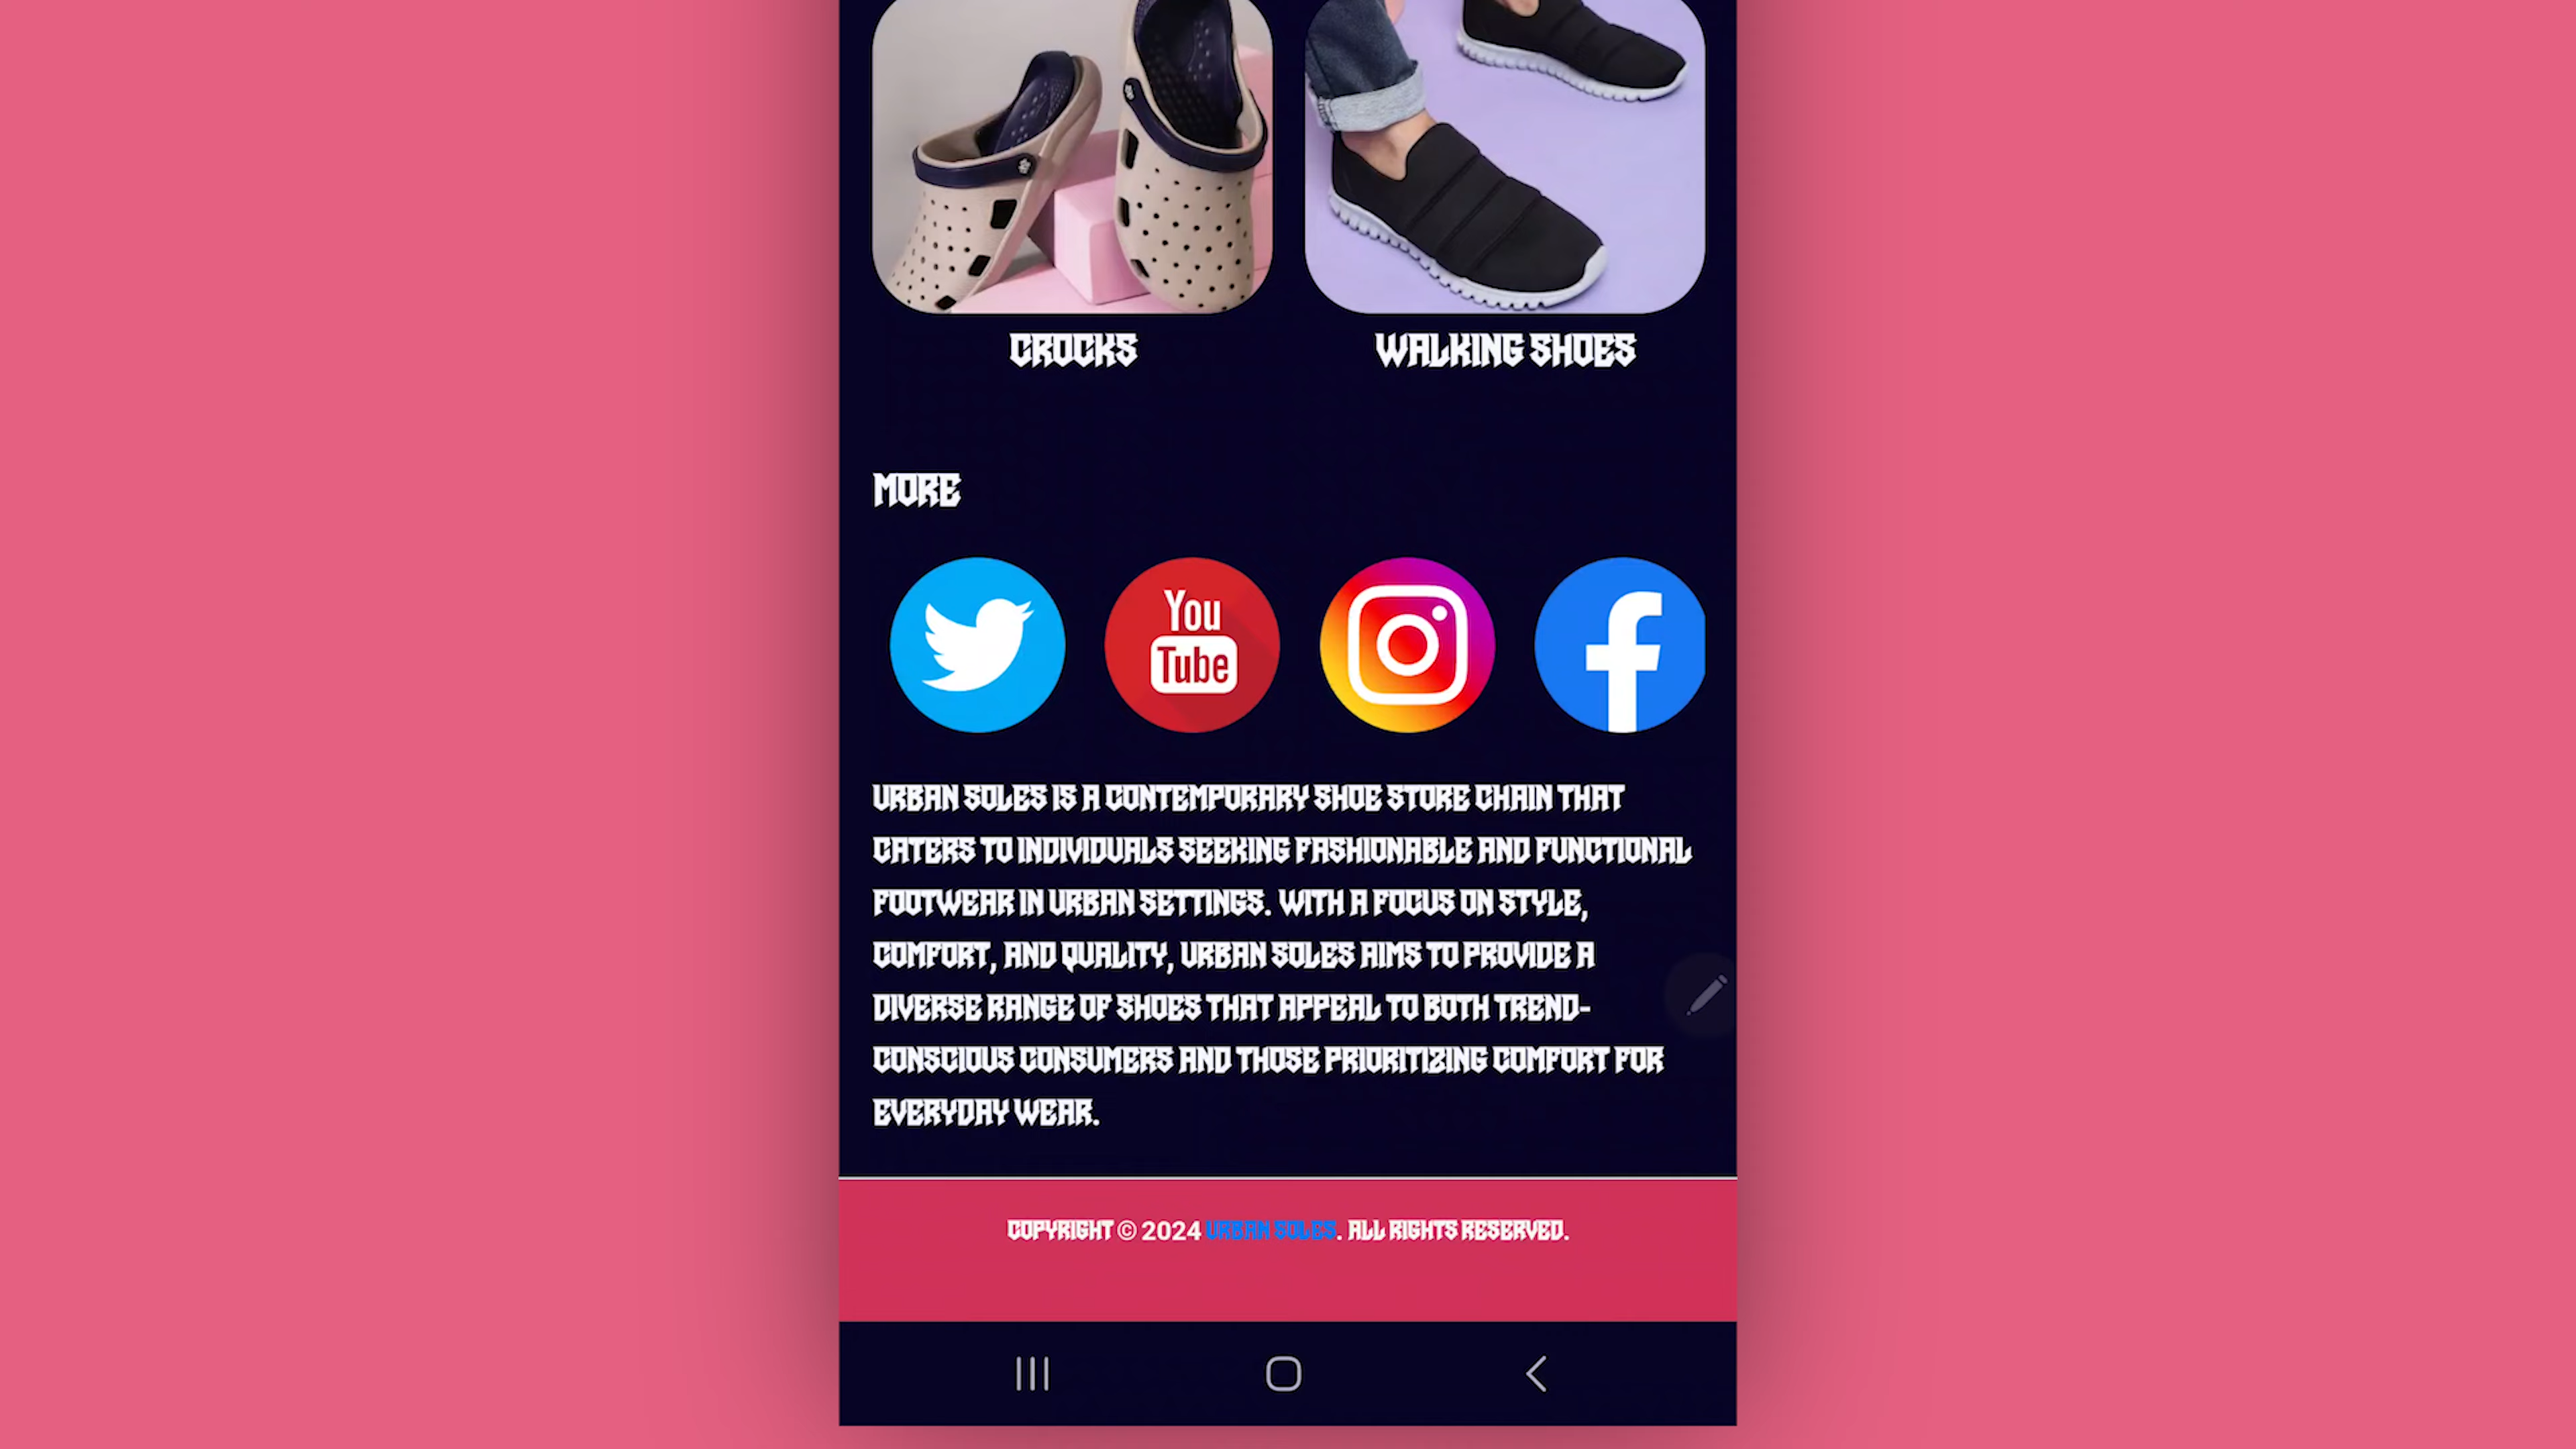 CROCKS
WALKING SHOES
MORE
You
Tube
URBAN SOLES IS A CONTEMPORARY SHOE STORE CHAIN THAT
CATERS TO INDIVIDUALS SEEKING FASHIONABLE AND FUNCTIONAL
FOOTWEAR IN URBAN SETTINGS. WITH A FOCUS ON STYLE,
COMFORT, AND QUALITY, URBAN SOLES AIMS TO PROVIDE A
DIVERSE RANGE OF SHOES THAT APPEAL TO BOTH TREND-
CONSCIOUS CONSUMERS AND THOSE PRIORITIZING COMFORT FOR
EVERYDAY WEAR.
COPYRIGHT © 2024 URBAN SOLES. ALL RIGHTS RESERVED.